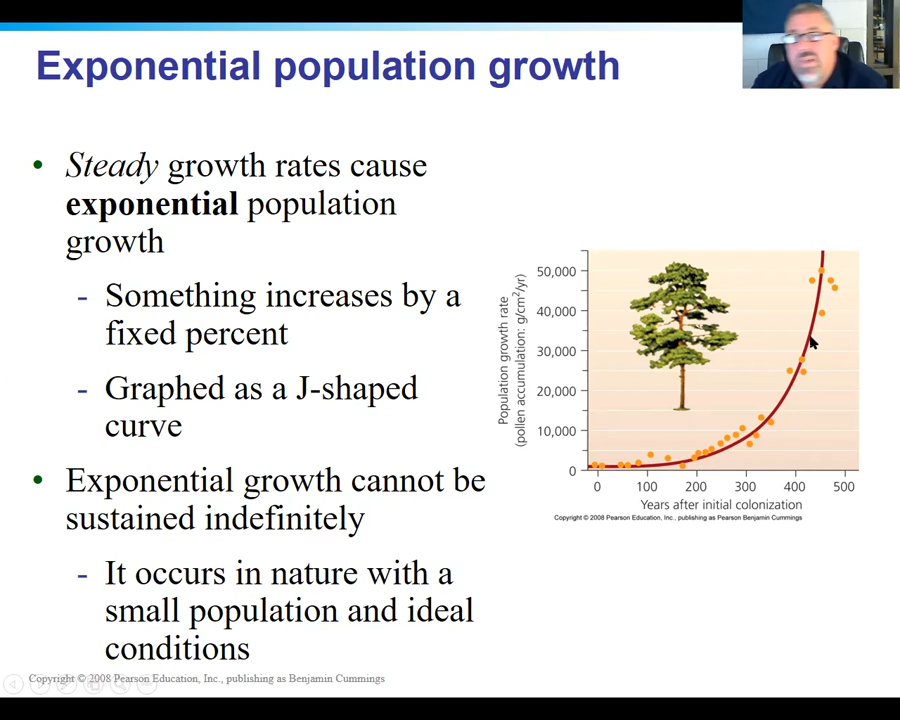 Exponential population growth
• Steady growth rates cause
exponential population
growth
- Something increases by a
fixed percent
- Graphed as a J-shaped
curve
• Exponential growth cannot be
sustained indefinitely
- It occurs in nature with a
small population and ideal
conditions
Population growth rate
(pollen accumulation: g/cm²/yr)
50,000
40,000
30,000
20,000
10,000
0
0 100 200 300 400 500
Years after initial colonization
Copyright © 2008 Pearson Education, Inc., publishing as Pearson Benjamin Cummings
Copyright © 2008 Pearson Education, Inc., publishing as Benjamin Cummings